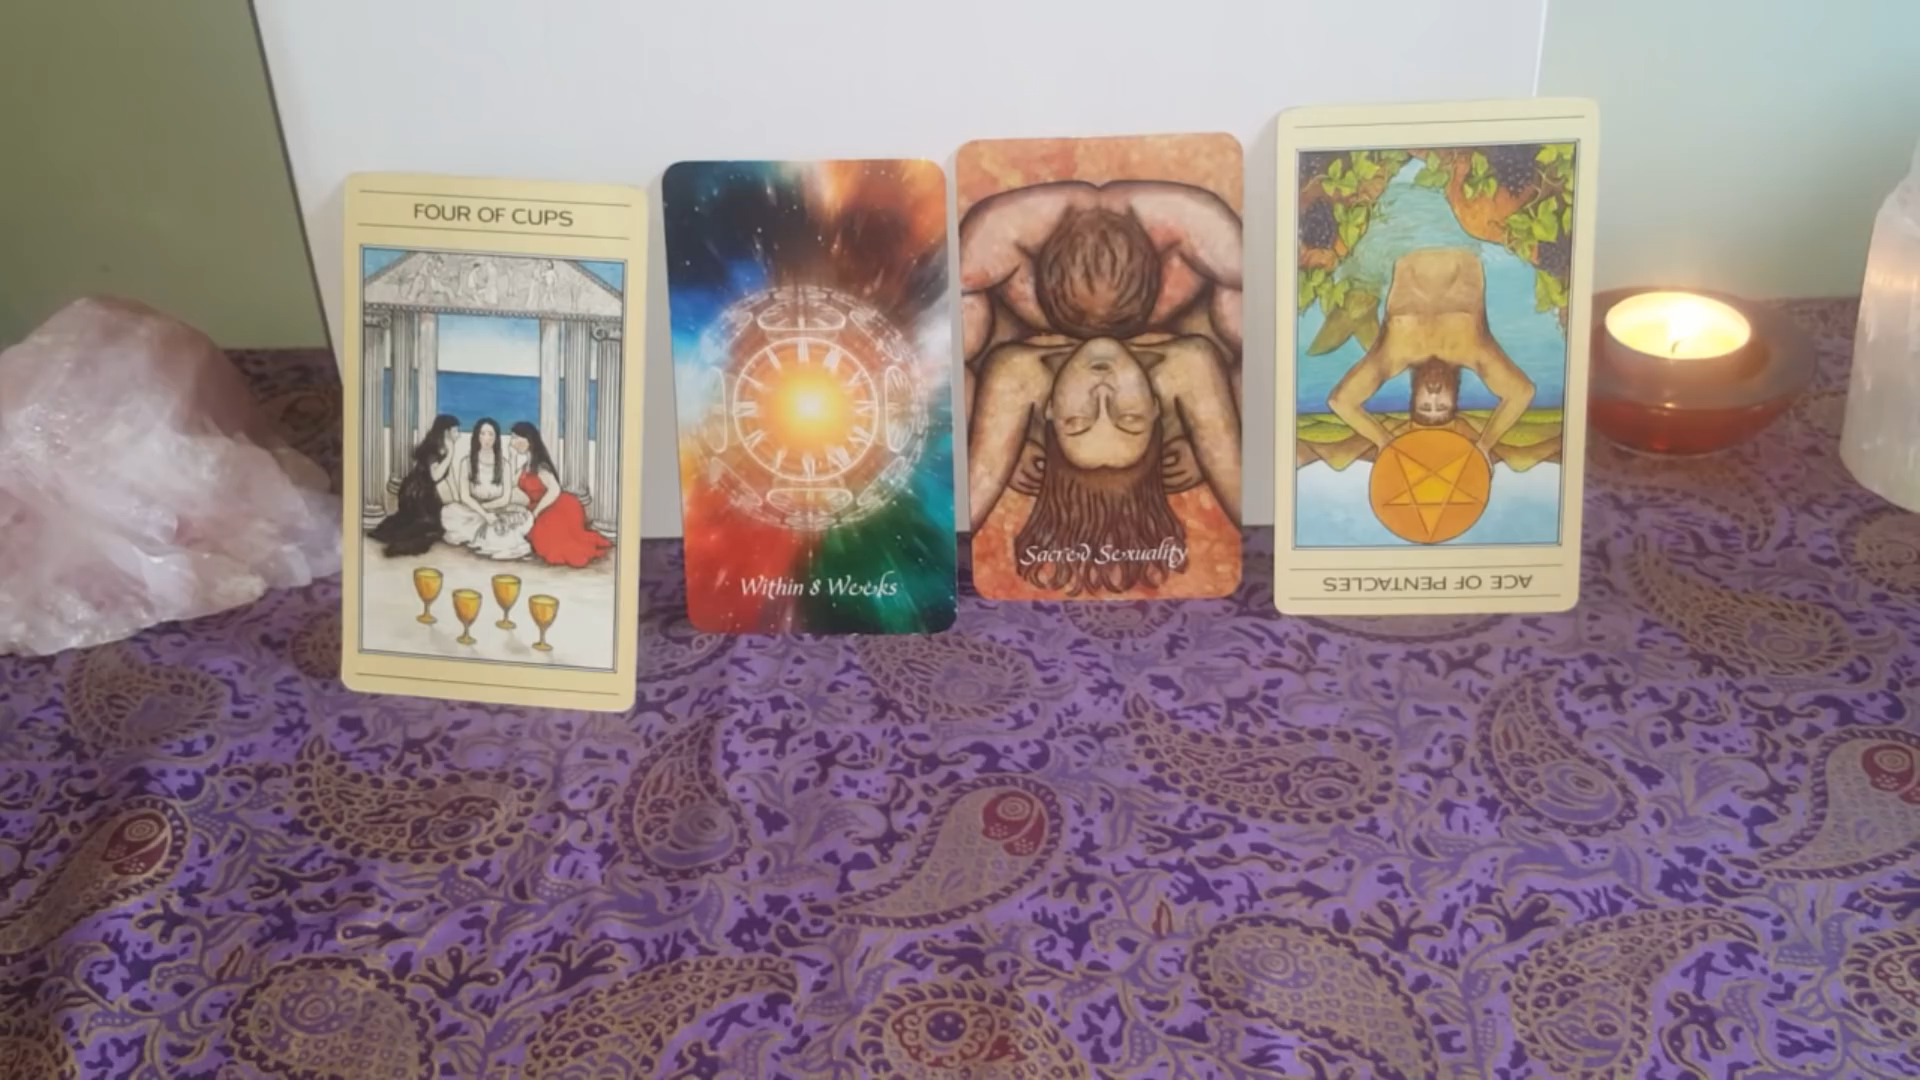 FOUR OF CUPS
Within 8 Weeks
Sacred Sexuality
ACE OF PENTACLES